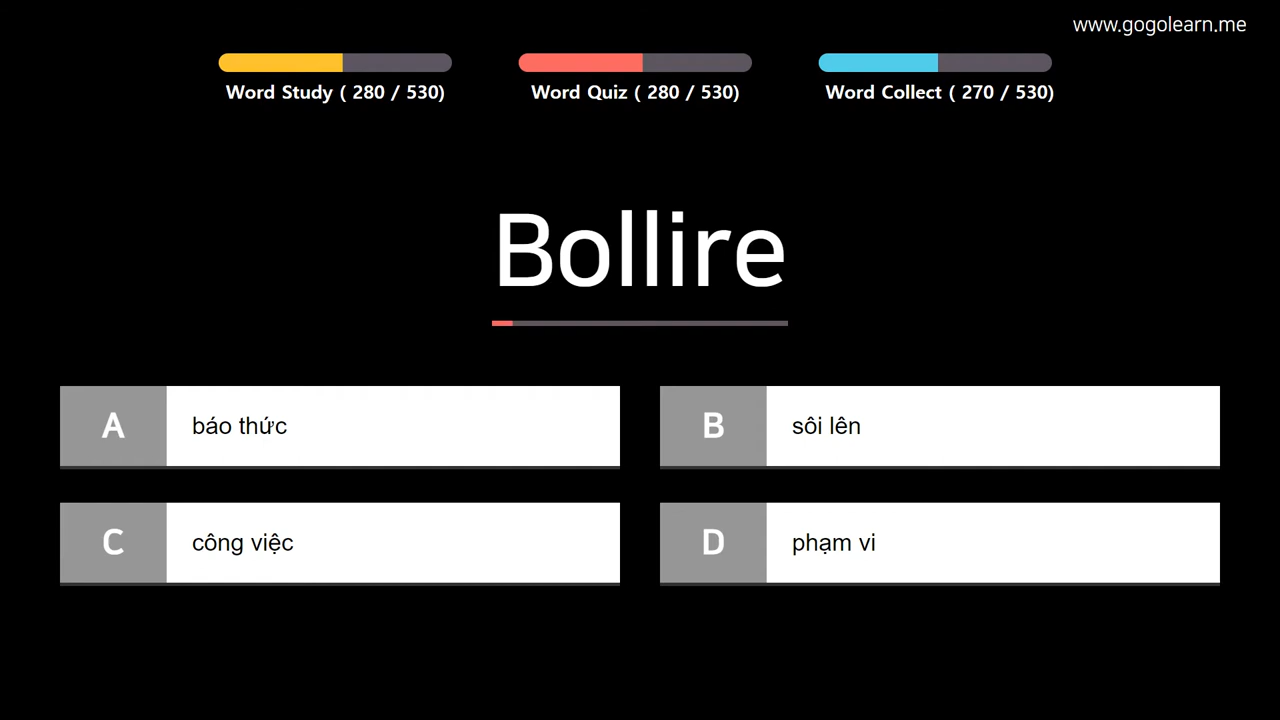 www.gogolearn.me
Word Study ( 280 / 530)
Word Quiz ( 280 / 530)
Word Collect ( 270 / 530)
Bollire
A báo thức
B sôi lên
C công việc
D phạm vi